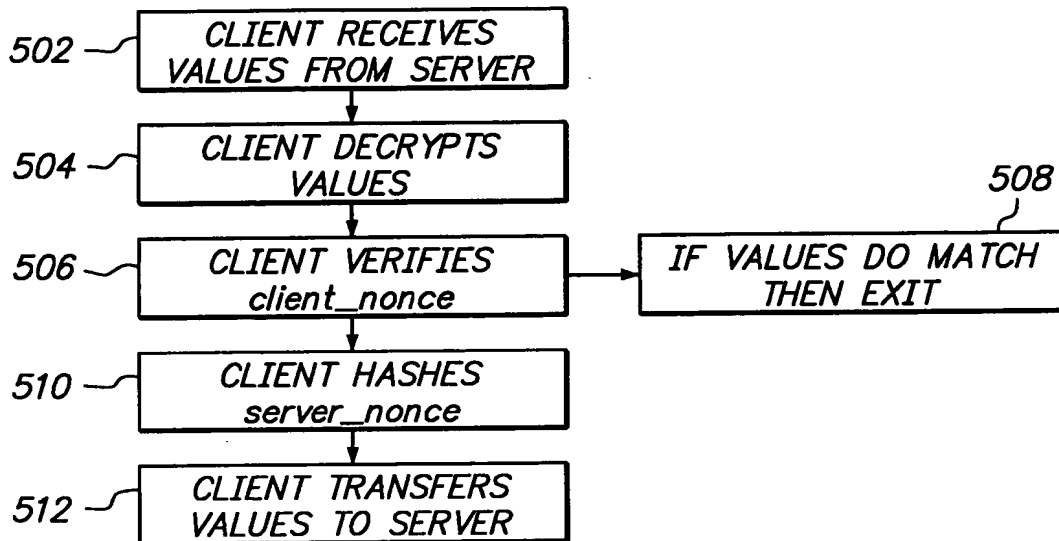 502
CLIENT RECEIVES
VALUES FROM SERVER
504
CLIENT DECRYPTS
VALUES
508
506
CLIENT VERIFIES
client_nonce
IF VALUES DO MATCH
THEN EXIT
510
CLIENT HASHES
server_nonce
512
CLIENT TRANSFERS
VALUES TO SERVER